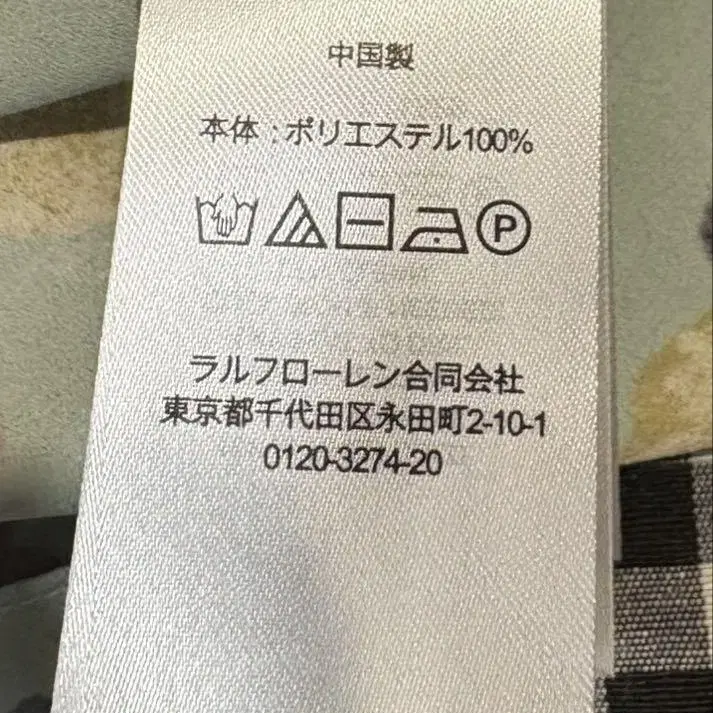 中国製
本体:ポリエステル100%
P
ラルフローレン合同会社
東京都千代田区永田町2-10-1
0120-3274-20